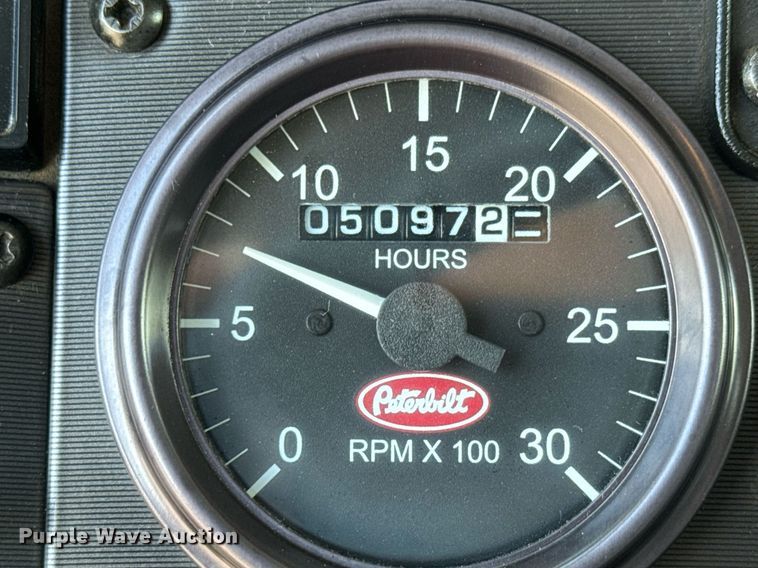 15
10 20
050972
HOURS
5 25
Peterbilt
0 RPM X 100 30
Purple Wave Auction